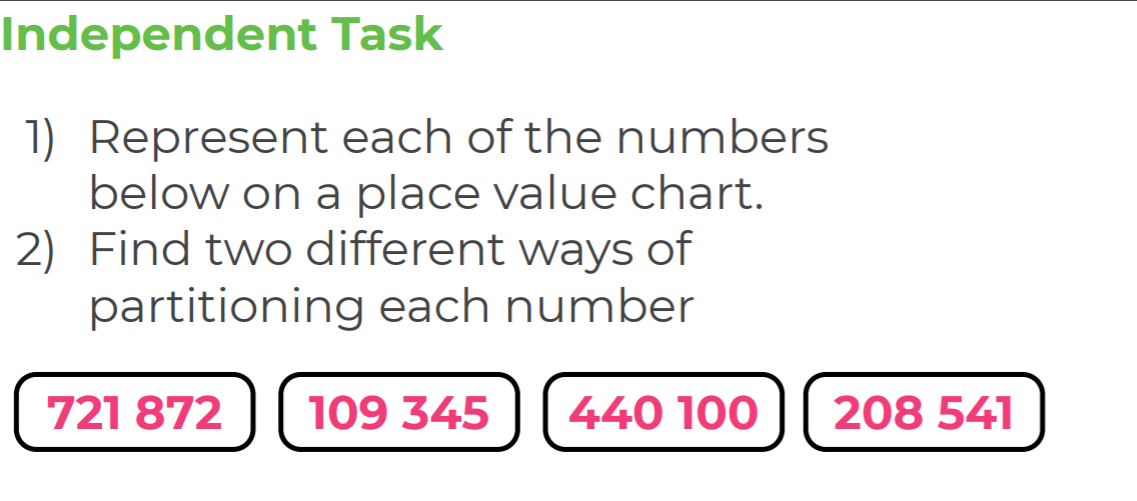 Independent Task
1) Represent each of the numbers
below on a place value chart.
2) Find two different ways of
partitioning each number
721 872 109 345 440 100 208 541